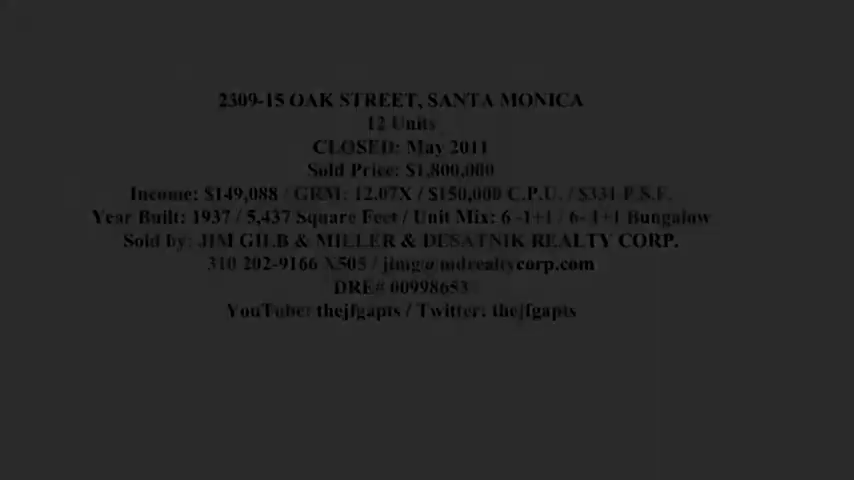 2309-15 OAK STREET, SANTA MONICA
12 Units
CLOSED: May 2011
Sold Price: $1,800,000
Income: $149,088 / GRM: 12.07X / $150,000 C.P.U. / $331 P.S.F.
Year Built: 1937 / 5,437 Square Feet / Unit Mix: 6 -1+1 / 6- 1+1 Bungalow
Sold by: JIM GILB & MILLER & DESATNIK REALTY CORP.
310 202-9166 X505 / jimg@mdrealtycorp.com
DRE# 00998653
YouTube: thejfgapts / Twitter: thejfgapts